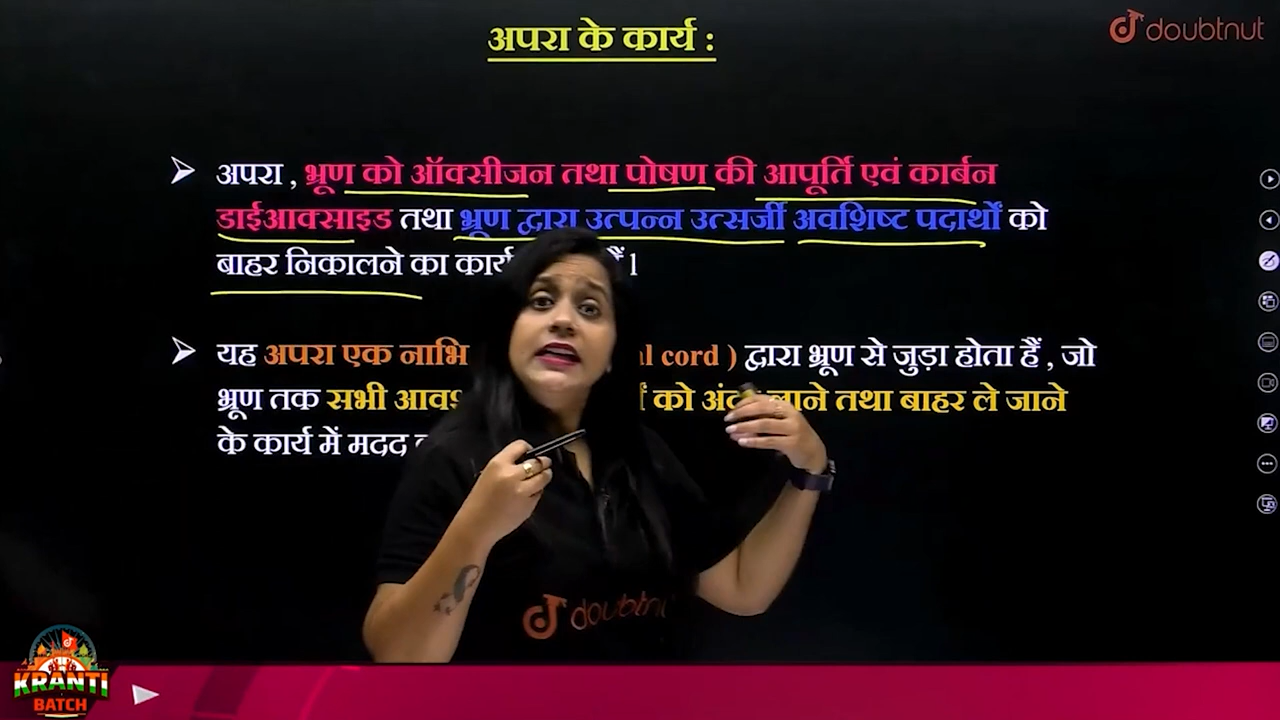 अपरा के कार्य :
doubtnut
अपरा , भ्रूण को ऑक्सीजन तथा पोषण की आपूर्ति एवं कार्बन
डाईआक्साइड तथा भ्रूण द्वारा उत्पन्न उत्सर्जी अवशिष्ट पदार्थों को
बाहर निकालने का कार्य
यह अपरा एक नाभि cord ) द्वारा भ्रूण से जुड़ा होता हैं , जो
भ्रूण तक सभी को अंदर लाने तथा बाहर ले जाने
के कार्य में मदद
doubtnut
KRANTI
BATCH